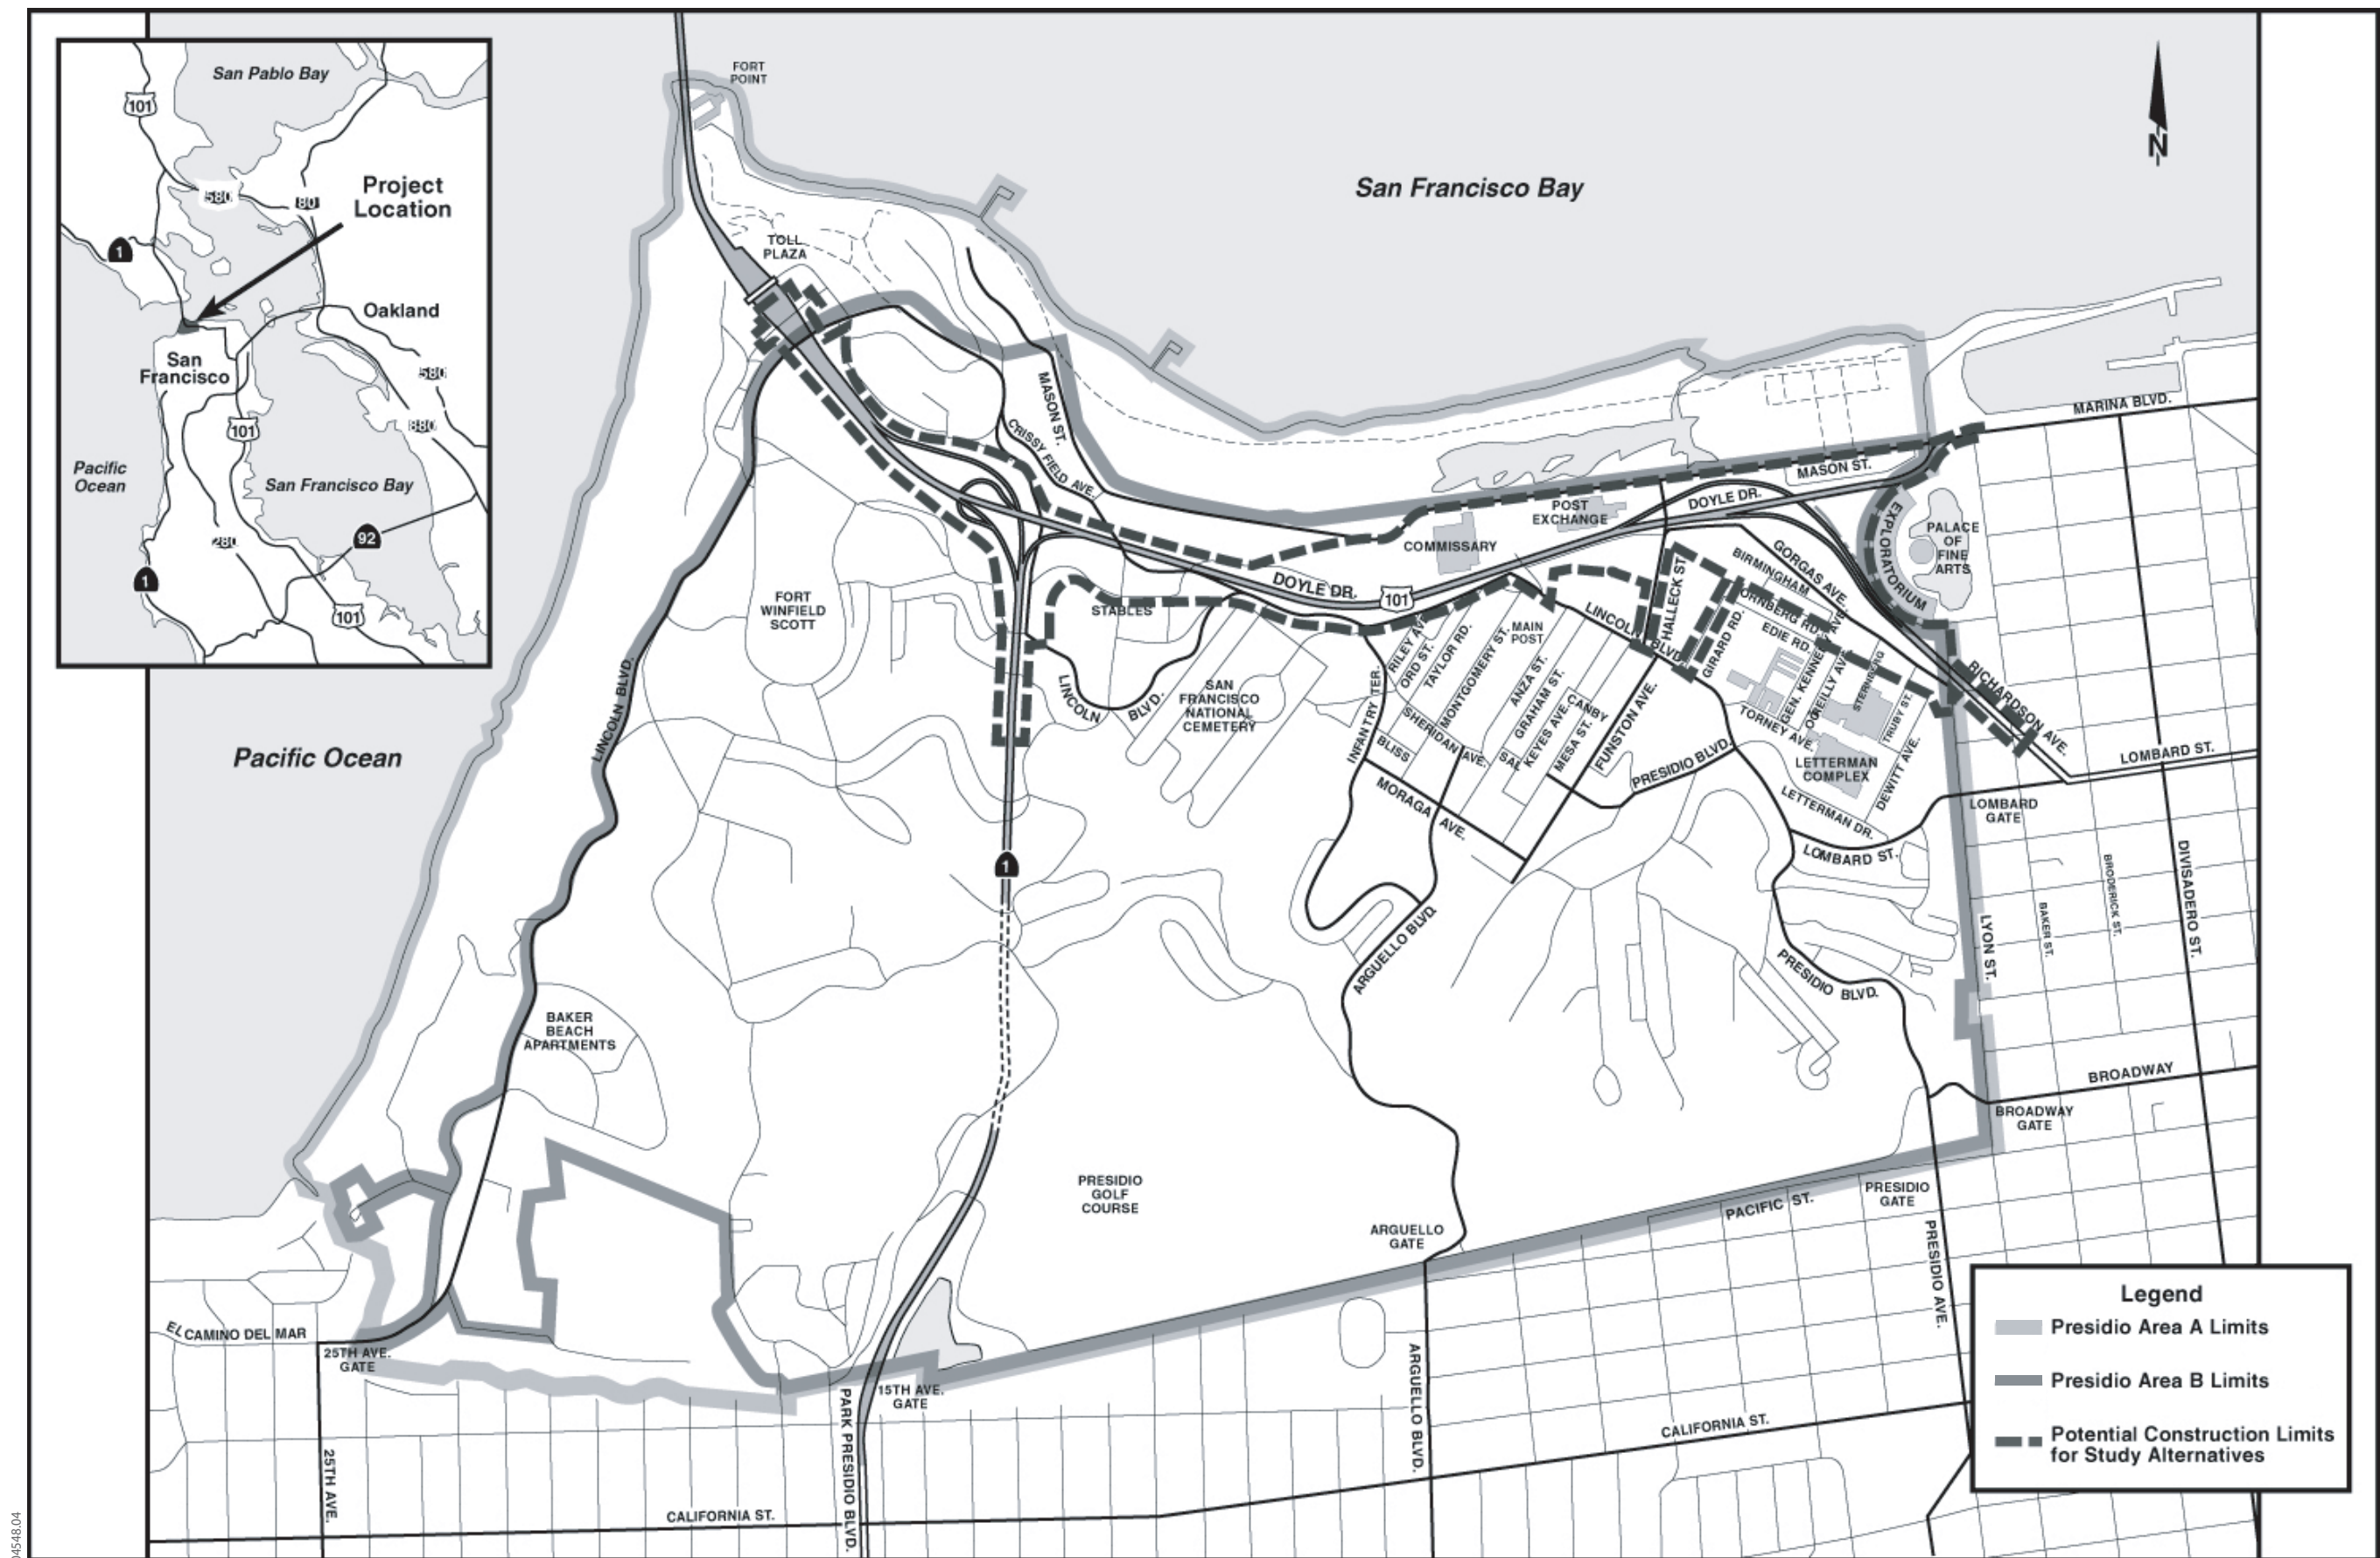 San Pablo Bay
101
580
80
Project
Location
1
Oakland
San
Francisco
580
101
880
Pacific
Ocean
San Francisco Bay
280
92
1
101
FORT
POINT
San Francisco Bay
N
TOLL
PLAZA
MASON ST.
CRISSY FIELD AVE.
MARINA BLVD.
MASON ST.
DOYLE DR.
POST
EXCHANGE
COMMISSARY
EXPLORATORIUM
PALACE
OF
FINE
ARTS
GORGAS AVE.
BIRMINGHAM
HALLECK ST.
EDIE RD.
GIRARD RD.
DOYLE DR.
101
STABLES
FORT
WINFIELD
SCOTT
LINCOLN BLVD.
MAIN
POST
RILEY AV
ORD ST.
TAYLOR RD.
MONTGOMERY ST.
ANZA ST.
GRAHAM ST.
KEYES AVE.
CANBY
MESA ST.
FUNSTON AVE.
SHERIDAN AVE.
BLISS
SAL
INFANTRY TER.
MORAGA AVE.
TORNEY AVE.
STERNBERG
TRUBY ST.
DEWITT AVE.
RICHARDSON AVE.
LETTERMAN
COMPLEX
LETTERMAN DR.
PRESIDIO BLVD.
LOMBARD ST.
LOMBARD
GATE
LOMBARD ST.
LINCOLN BLVD.
SAN
FRANCISCO
NATIONAL
CEMETERY
LINCOLN BLVD.
Pacific Ocean
1
ARGUELLO BLVD.
PRESIDIO BLVD.
LYON ST.
BAKER ST.
BRODERICK ST.
DIVISADERO ST.
BAKER
BEACH
APARTMENTS
BROADWAY
BROADWAY
GATE
PRESIDIO
GOLF
COURSE
PRESIDIO
GATE
PACIFIC ST.
ARGUELLO
GATE
PRESIDIO AVE.
EL CAMINO DEL MAR
25TH AVE.
GATE
15TH AVE.
GATE
25TH AVE.
PARK PRESIDIO BLVD.
ARGUELLO BLVD.
CALIFORNIA ST.
CALIFORNIA ST.
Legend
Presidio Area A Limits
Presidio Area B Limits
Potential Construction Limits
for Study Alternatives